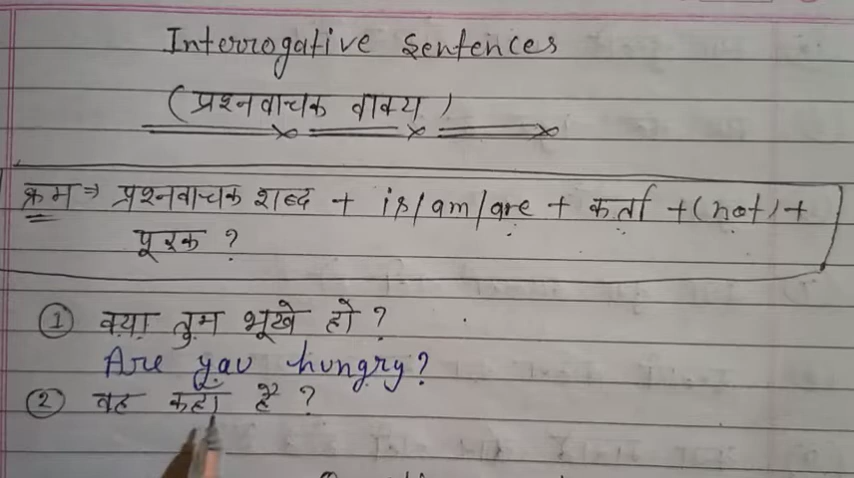 Interrogative Sentences
(प्रश्नवाचक वाक्य)
क्रम ⇒ प्रश्नवाचक शब्द + is/am/are + कर्ता +(not)+
पूरक ?
① क्या तुम भूखे हो ?
Are you hungry?
② वह कहाँ है ?